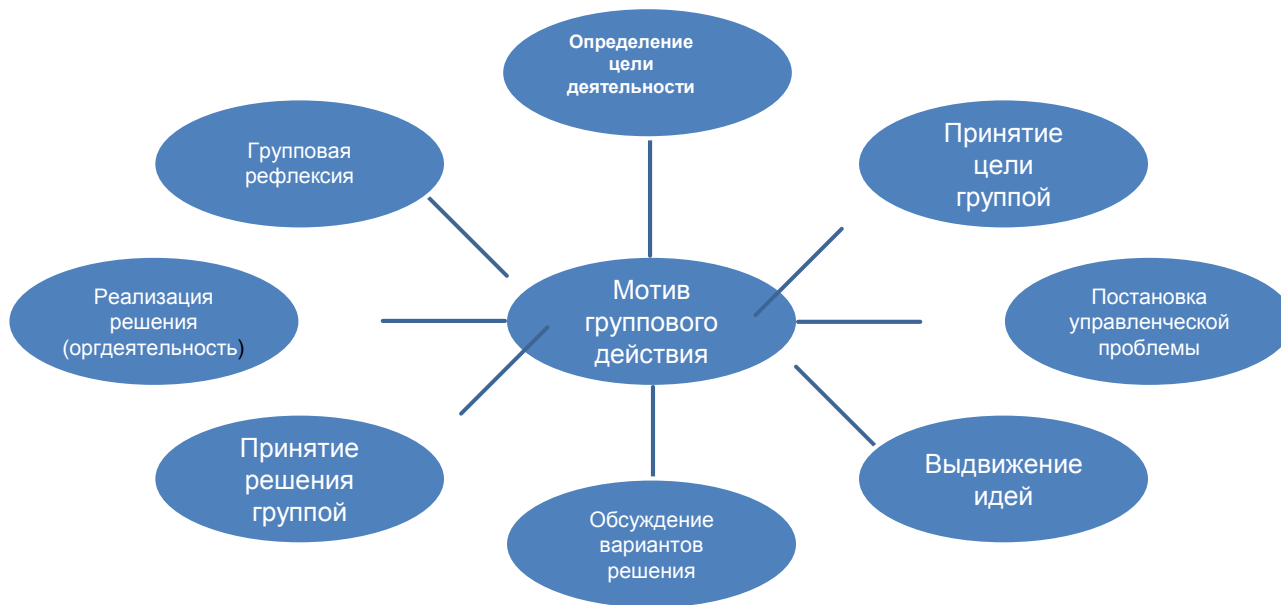 Определение
цели
деятельности
Групповая
рефлексия
Принятие
цели
группой
Реализация
решения
(оргдеятельность)
Мотив
группового
действия
Постановка
управленческой
проблемы
Принятие
решения
группой
Выдвижение
идей
Обсуждение
вариантов
решения